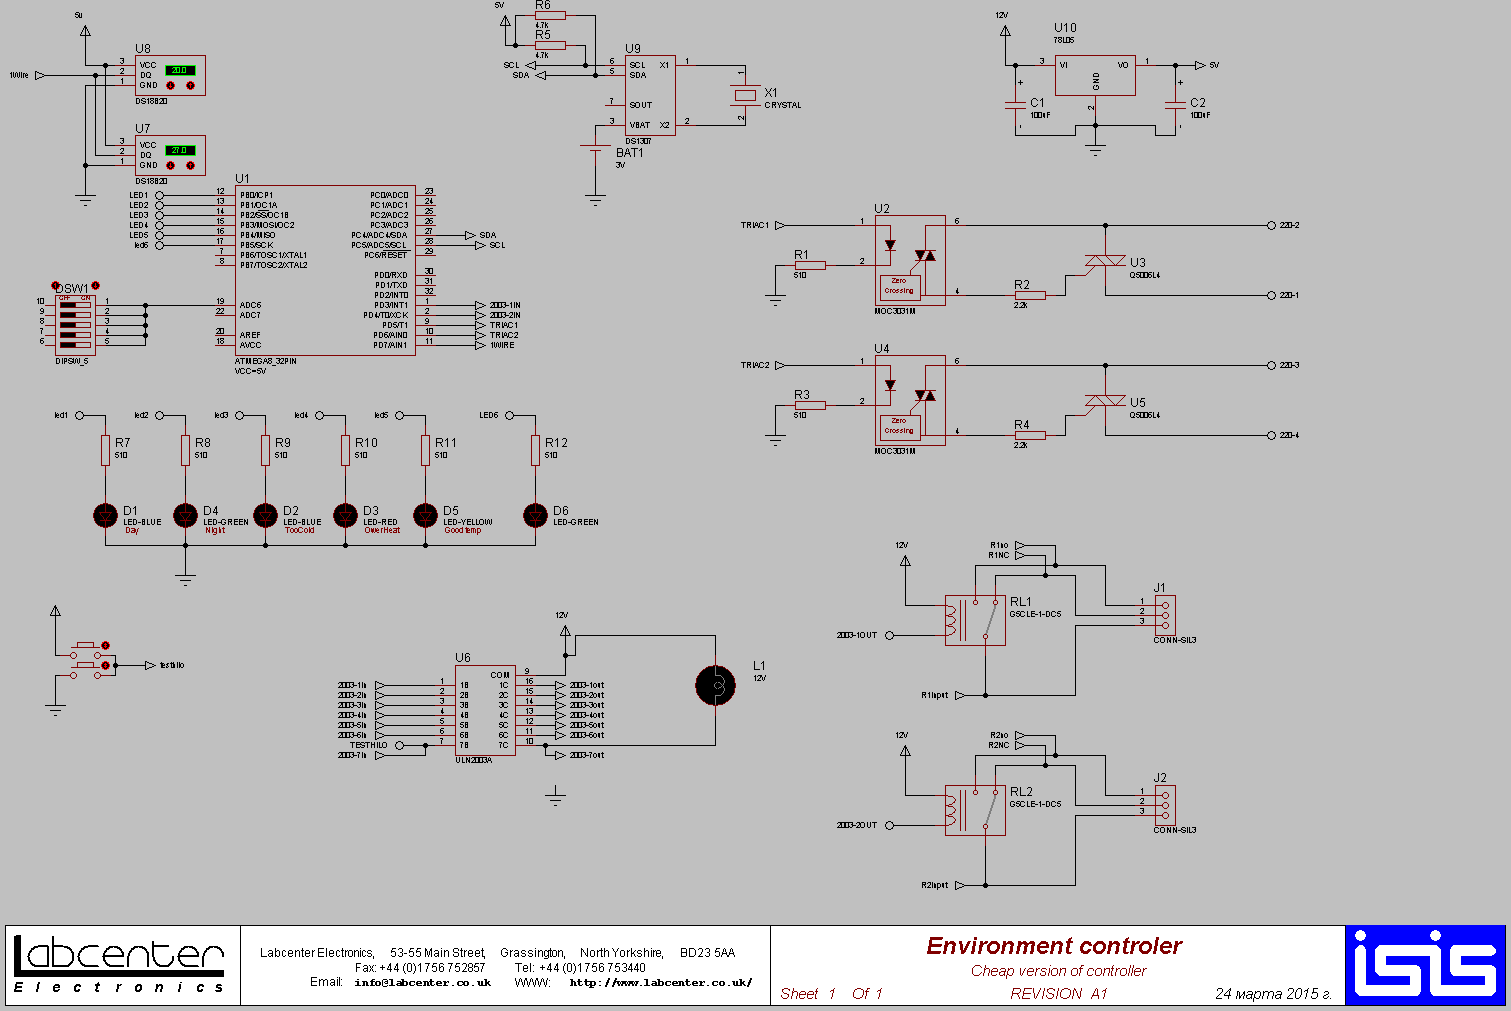 5u
U8
1Wire
3 VCC
2 DQ
1 GND
20.0
DS18B20
U7
3 VCC
2 DQ
1 GND
27.0
DS18B20
5V
R6
4.7k
R5
4.7k
SCL
SDA
U9
6 SCL X1 1
5 SDA
7 SOUT
3 VBAT X2 2
DS1307
1
2
X1
CRYSTAL
BAT1
3V
12V
U10
78L05
3 VI VO 1
GND
2
5V
+
C1
100nF
-
+
C2
100nF
-
U1
LED1 12 PB0/ICP1
LED2 13 PB1/OC1A
LED3 14 PB2/SS/OC1B
LED4 15 PB3/MOSI/OC2
LED5 16 PB4/MISO
led6 17 PB5/SCK
7 PB6/TOSC1/XTAL1
8 PB7/TOSC2/XTAL2
19 ADC6
22 ADC7
20 AREF
18 AVCC
PC0/ADC0 23
PC1/ADC1 24
PC2/ADC2 25
PC3/ADC3 26
PC4/ADC4/SDA 27 SDA
PC5/ADC5/SCL 28 SCL
PC6/RESET 29
PD0/RXD 30
PD1/TXD 31
PD2/INT0 32
PD3/INT1 1 2003-1IN
PD4/T0/XCK 2 2003-2IN
PD5/T1 9 TRIAC1
PD6/AIN0 10 TRIAC2
PD7/AIN1 11 1WIRE
ATMEGA8_32PIN
VCC=5V
DSW1
OFF ON
10 1
9 2
8 3
7 4
6 5
DIPSW_5
TRIAC1
R1
510
U2
1
2
6
4
Zero
Crossing
MOC3031M
R2
2.2k
U3
Q5006L4
220-2
220-1
TRIAC2
R3
510
U4
1
2
6
4
Zero
Crossing
MOC3031M
R4
2.2k
U5
Q5006L4
220-3
220-4
led1
led2
led3
led4
led5
LED6
R7
510
R8
510
R9
510
R10
510
R11
510
R12
510
D1
LED-BLUE
Day
D4
LED-GREEN
Night
D2
LED-BLUE
TooCold
D3
LED-RED
OwerHeat
D5
LED-YELLOW
Goodtemp
D6
LED-GREEN
testhilo
12V
U6
COM 9
2003-1in 1 1B 1C 16 2003-1out
2003-2in 2 2B 2C 15 2003-2out
2003-3in 3 3B 3C 14 2003-3out
2003-4in 4 4B 4C 13 2003-4out
2003-5in 5 5B 5C 12 2003-5out
2003-6in 6 6B 6C 11 2003-6out
TESTHILO 7 7B 7C 10
2003-7in 2003-7out
ULN2003A
L1
12V
12V
R1no
R1NC
RL1
G5CLE-1-DC5
2003-1OUT
R1input
J1
1
2
3
CONN-SIL3
12V
R2no
R2NC
RL2
G5CLE-1-DC5
2003-2OUT
R2input
J2
1
2
3
CONN-SIL3
Labcenter
Electronics
Labcenter Electronics, 53-55 Main Street, Grassington, North Yorkshire, BD23 5AA
Fax: +44 (0)1756 752857 Tel: +44 (0)1756 753440
Email: info@labcenter.co.uk WWW: http://www.labcenter.co.uk/
Environment controler
Cheap version of controller
Sheet 1 Of 1 REVISION A1 24 марта 2015 г.
isis